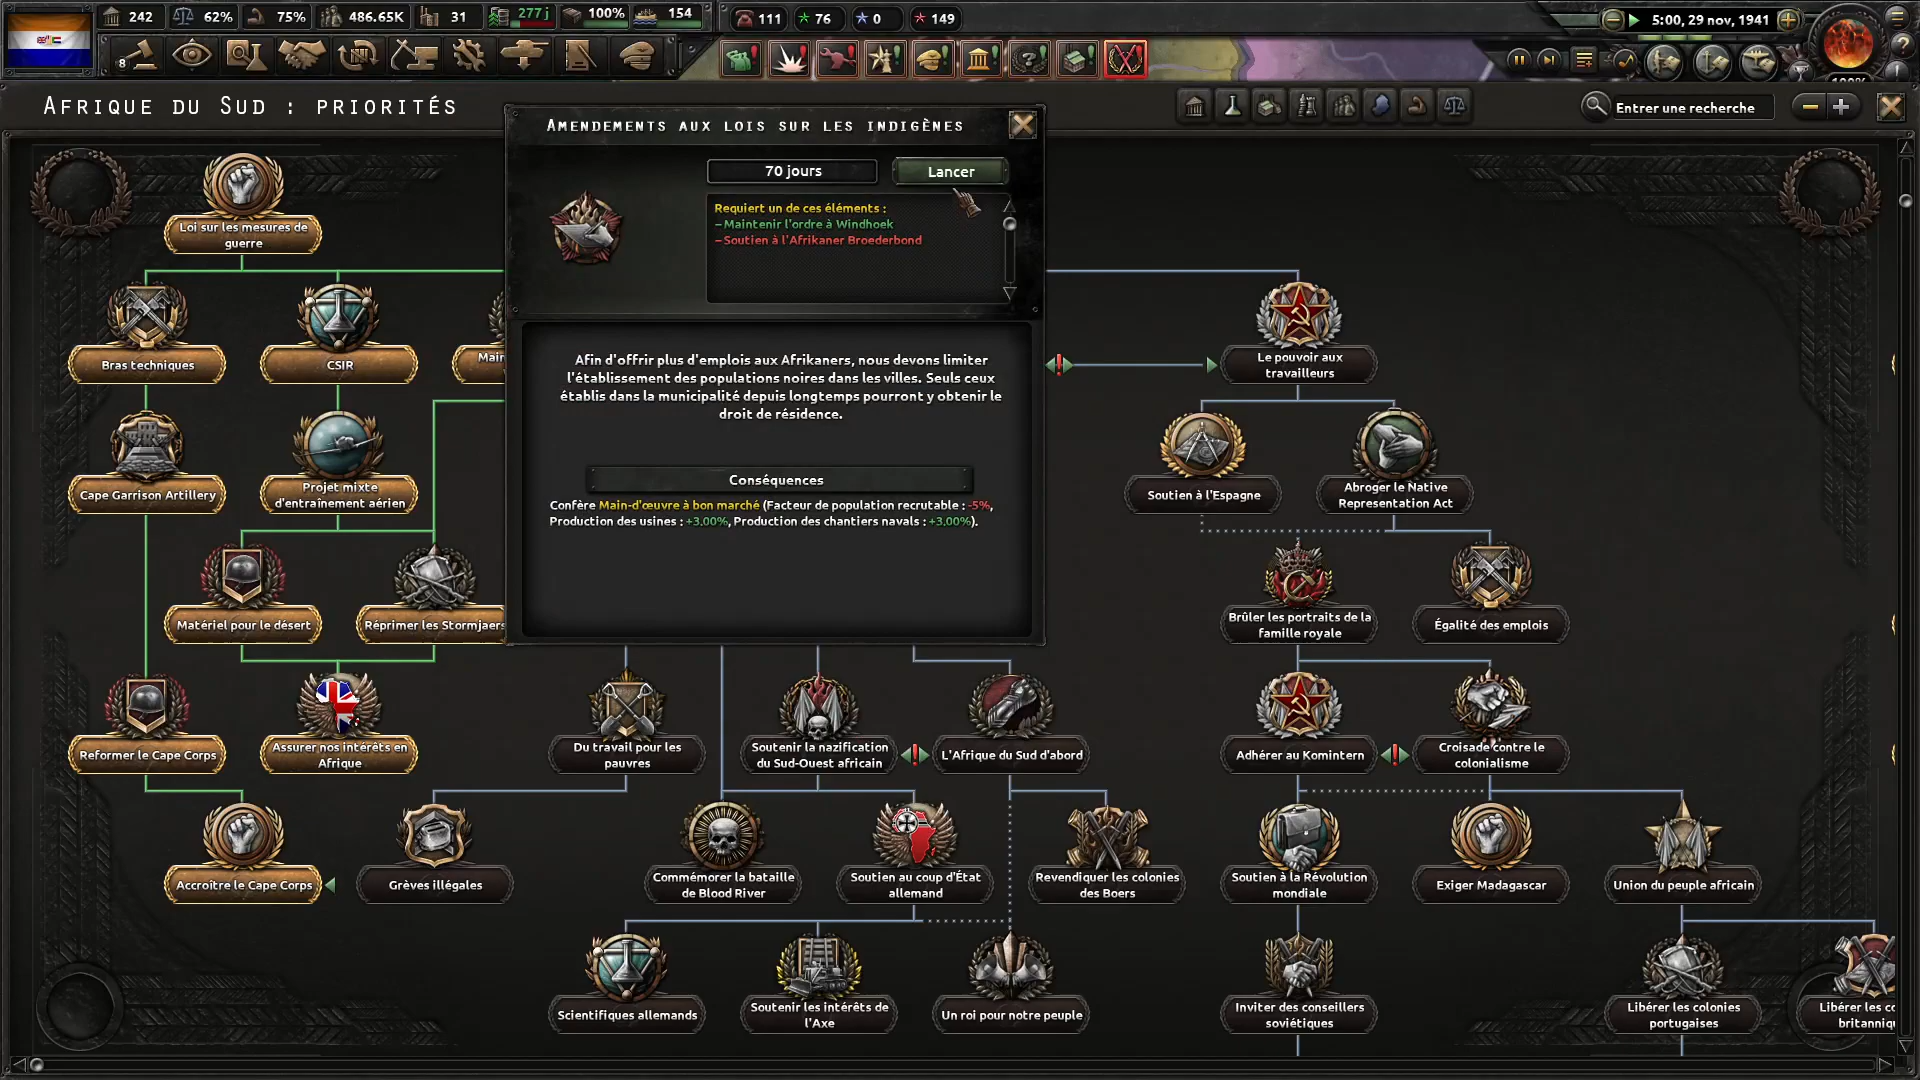 242
62%
75%
486.65K
31
277j
100%
154
111
76
0
149
5:00, 29 nov, 1941
8
100%
Afrique du Sud : priorités
Entrer une recherche
Amendements aux lois sur les indigènes
70 jours
Lancer
Requiert un de ces éléments :
–Maintenir l'ordre à Windhoek
–Soutien à l'Afrikaner Broederbond
Afin d'offrir plus d'emplois aux Afrikaners, nous devons limiter
l'établissement des populations noires dans les villes. Seuls ceux
établis dans la municipalité depuis longtemps pourront y obtenir le
droit de résidence.
Conséquences
Confère Main-d'œuvre à bon marché (Facteur de population recrutable : -5%,
Production des usines : +3.00%, Production des chantiers navals : +3.00%).
Loi sur les mesures de
guerre
Bras techniques
CSIR
Main
Le pouvoir aux
travailleurs
Cape Garrison Artillery
Projet mixte
d'entraînement aérien
Soutien à l'Espagne
Abroger le Native
Representation Act
Matériel pour le désert
Réprimer les Stormjaers
Brûler les portraits de la
famille royale
Égalité des emplois
Reformer le Cape Corps
Assurer nos intérêts en
Afrique
Du travail pour les
pauvres
Soutenir la nazification
du Sud-Ouest africain
L'Afrique du Sud d'abord
Adhérer au Komintern
Croisade contre le
colonialisme
Accroître le Cape Corps
Grèves illégales
Commémorer la bataille
de Blood River
Soutien au coup d'État
allemand
Revendiquer les colonies
des Boers
Soutien à la Révolution
mondiale
Exiger Madagascar
Union du peuple africain
Scientifiques allemands
Soutenir les intérêts de
l'Axe
Un roi pour notre peuple
Inviter des conseillers
soviétiques
Libérer les colonies
portugaises
Libérer les co
britanniqu